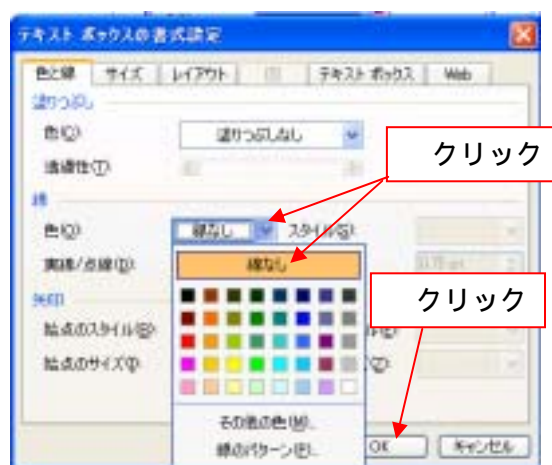 テキスト ボックスの書式設定
色と線 サイズ レイアウト 図 テキスト ボックス Web
塗りつぶし
色(C) 塗りつぶしなし
透過性(T)
クリック
線
色(O) 線なし スタイル(S)
実線/点線(D) 線なし
クリック
矢印
始点のスタイル(B)
始点のサイズ(I)
その他の色(M)...
線のパターン(P)...
OK キャンセル